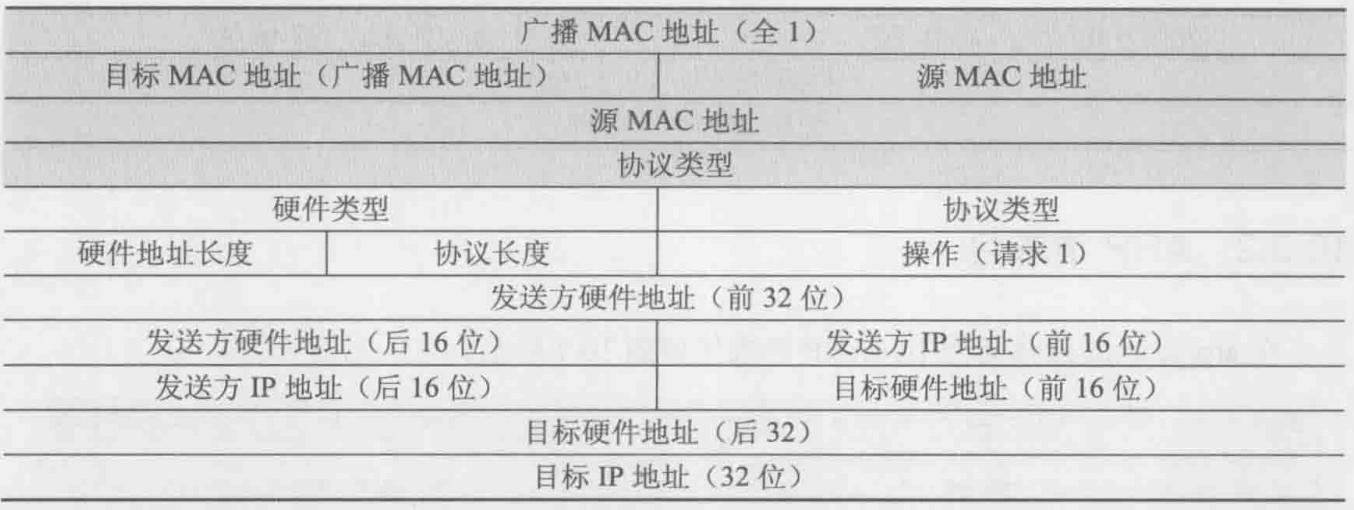 广播 MAC 地址（全 1）
目标 MAC 地址（广播 MAC 地址） 源 MAC 地址
源 MAC 地址
协议类型
硬件类型 协议类型
硬件地址长度 协议长度 操作（请求 1）
发送方硬件地址（前 32 位）
发送方硬件地址（后 16 位） 发送方 IP 地址（前 16 位）
发送方 IP 地址（后 16 位） 目标硬件地址（前 16 位）
目标硬件地址（后 32）
目标 IP 地址（32 位）